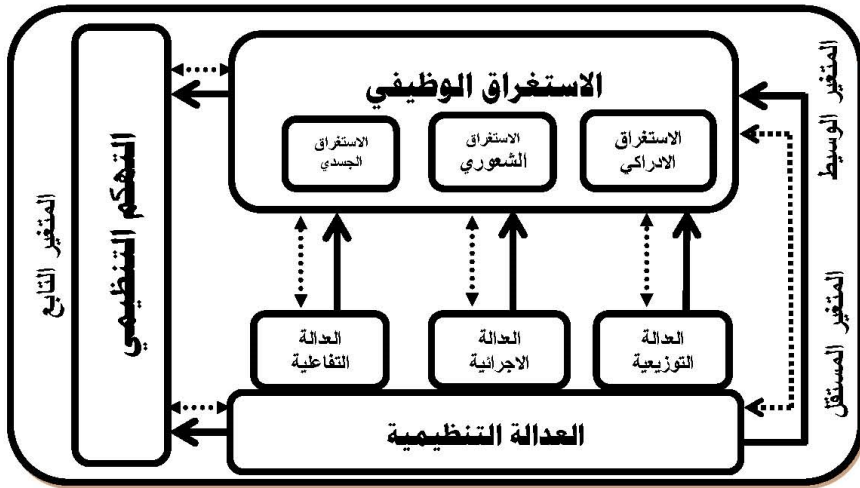 المتغير الوسيط
الاستغراق الوظيفي
الاستغراق
الادراكي
الاستغراق
الشعوري
الاستغراق
الجسدي
التهكم التنظيمي
المتغير التابع
المتغير المستقل
العدالة
التوزيعية
العدالة
الاجرائية
العدالة
التفاعلية
العدالة التنظيمية